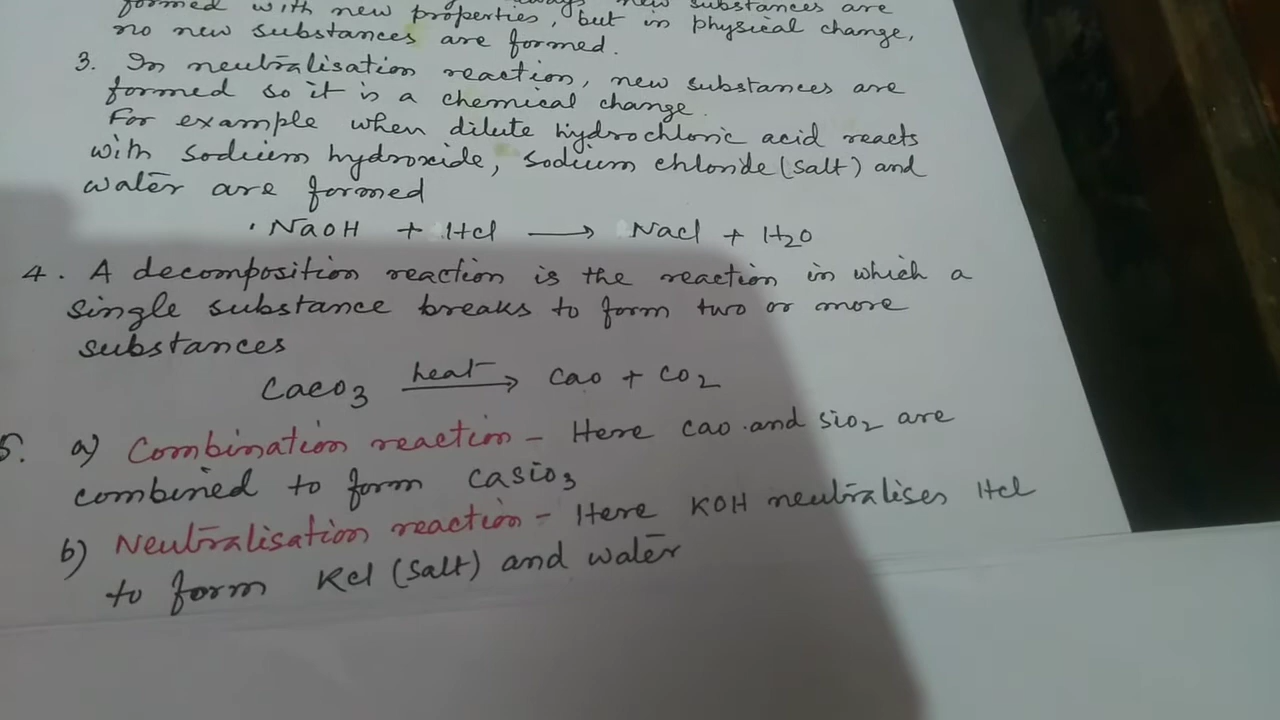 formed with new properties, but in physical change, new substances are
no new substances are formed.
3. In neutralisation reaction, new substances are
formed so it is a chemical change.
For example when dilute hydrochloric acid reacts
with sodium hydroxide, sodium chloride (salt) and
water are formed
NaOH + Hcl → Nacl + H₂O
4. A decomposition reaction is the reaction in which a
single substance breaks to form two or more
substances
Caco₃ heat→ cao + co₂
5. a) Combination reaction - Here cao and sio₂ are
combined to form casio₃
b) Neutralisation reaction - Here KOH neutralises Hcl
to form Kcl (salt) and water